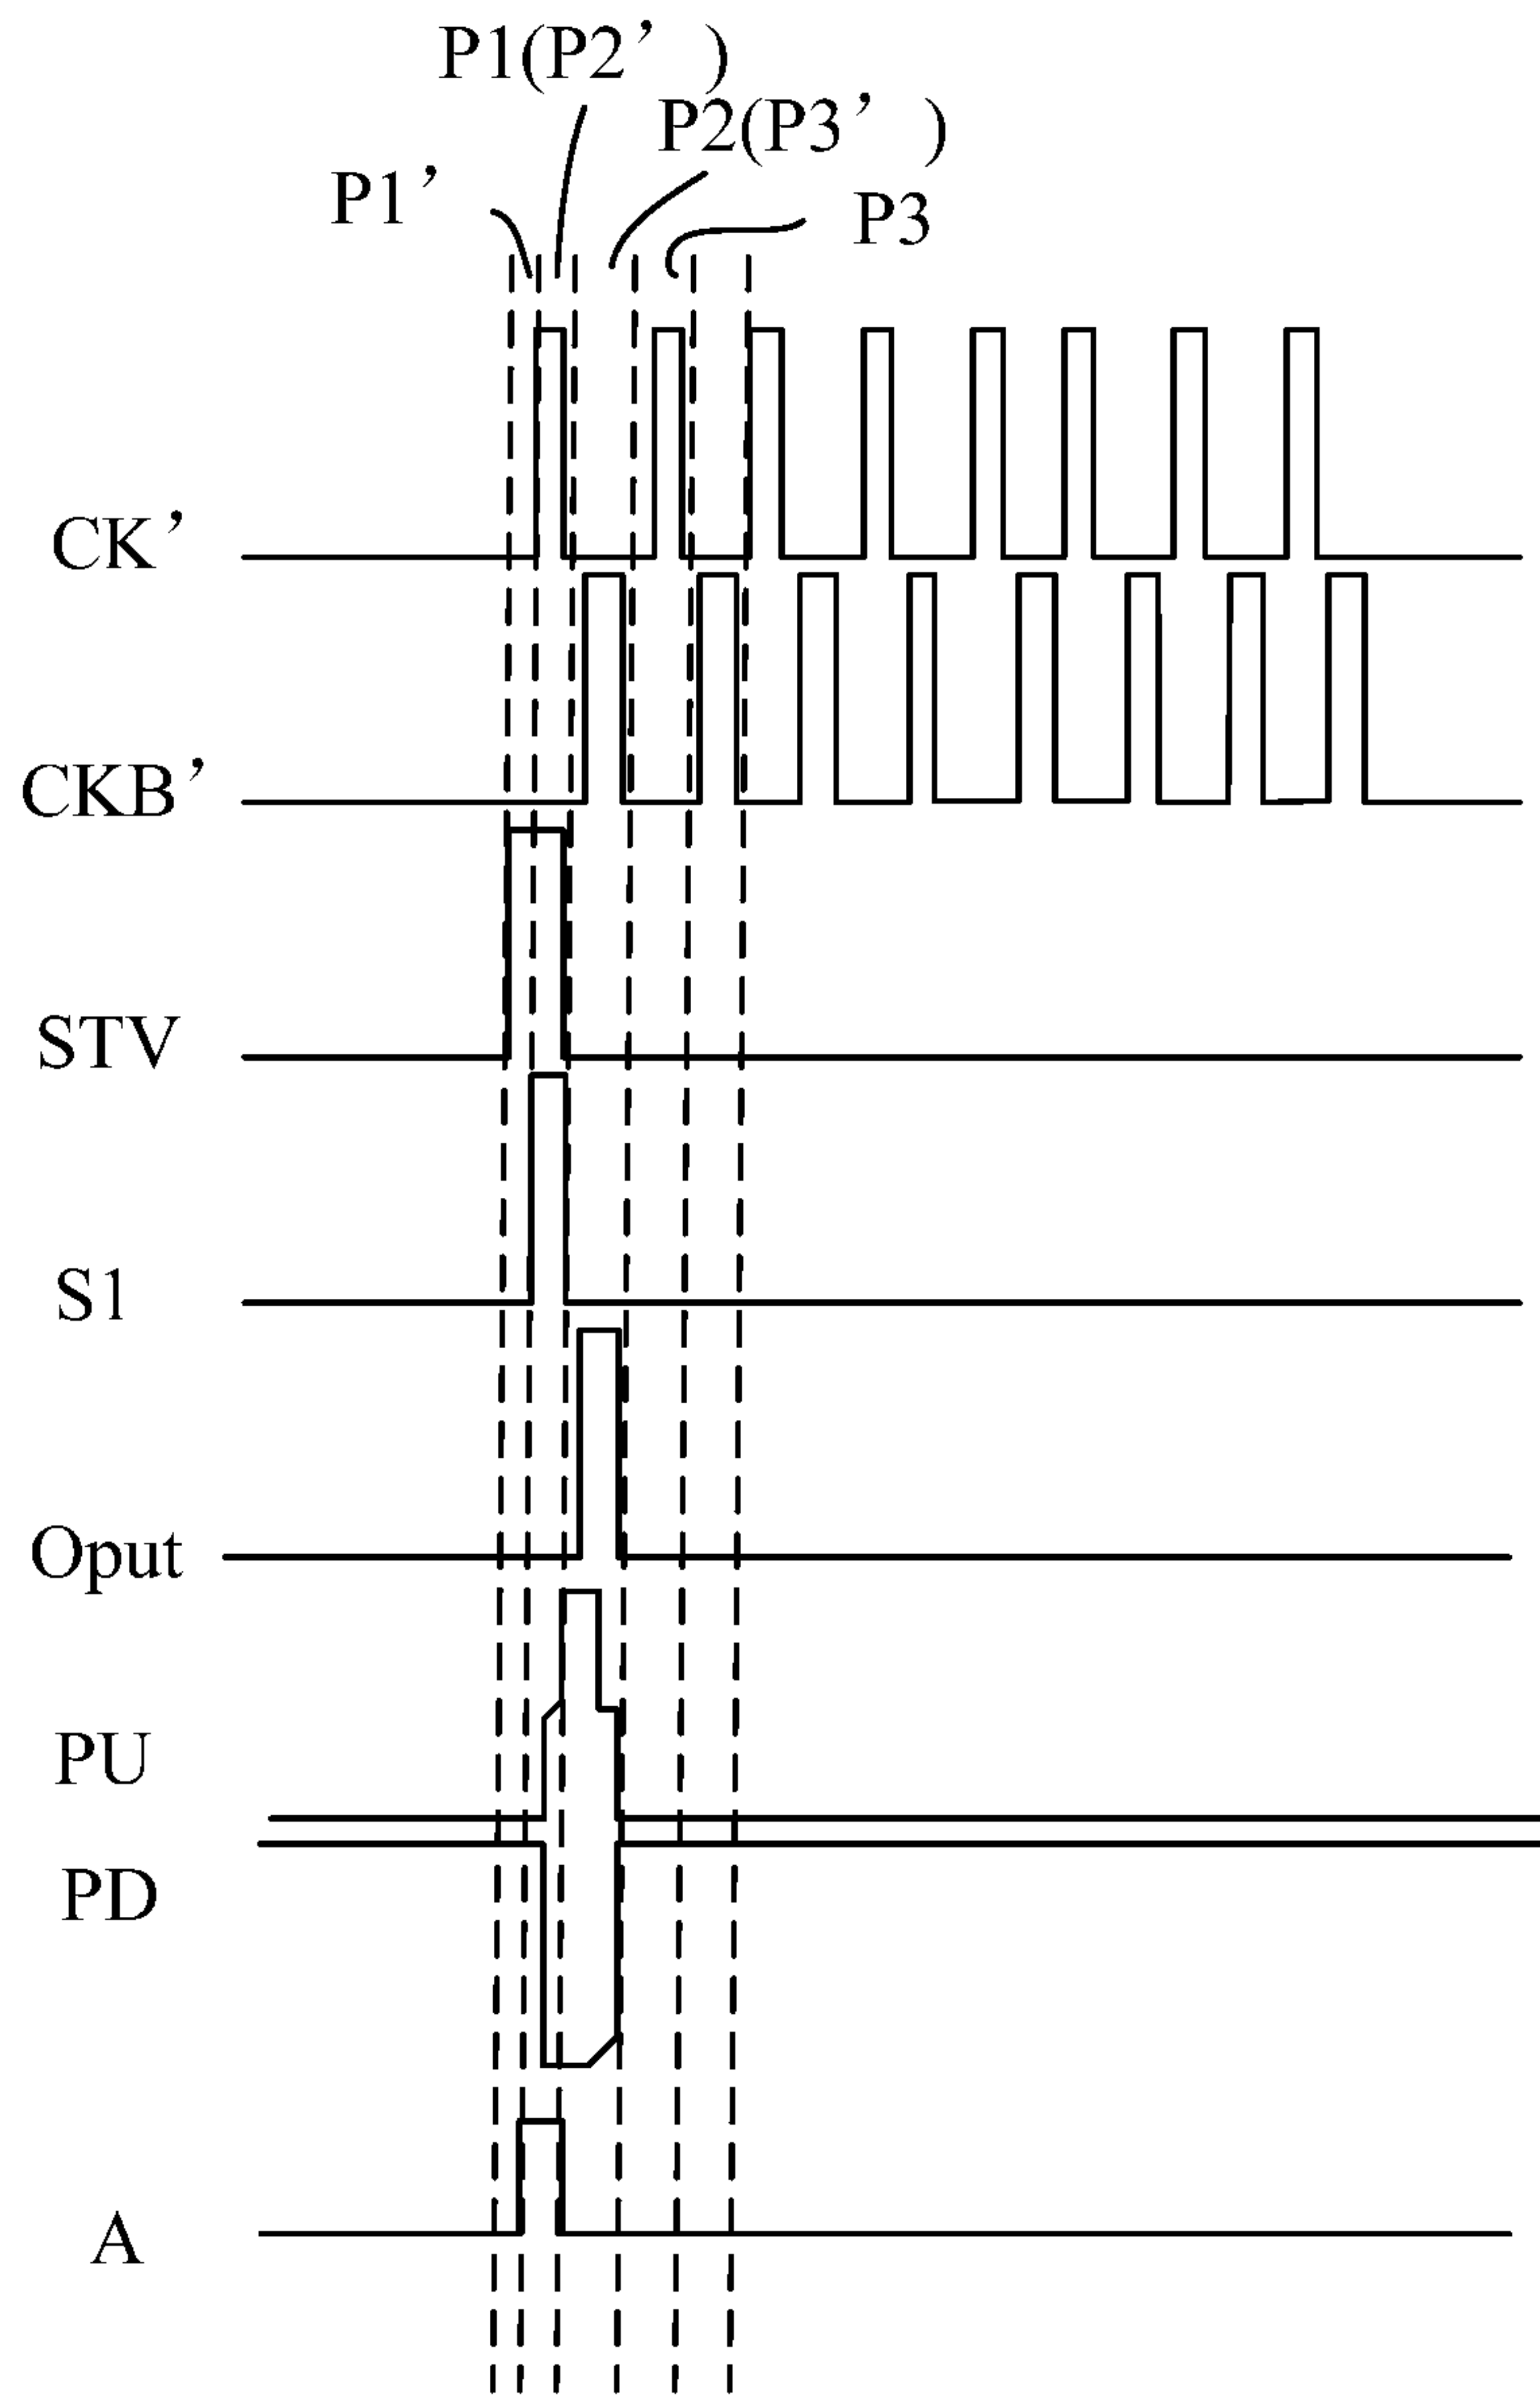 P1(P2’ )
P2(P3’ )
P1’
P3
CK’
CKB’
STV
S1
Oput
PU
PD
A